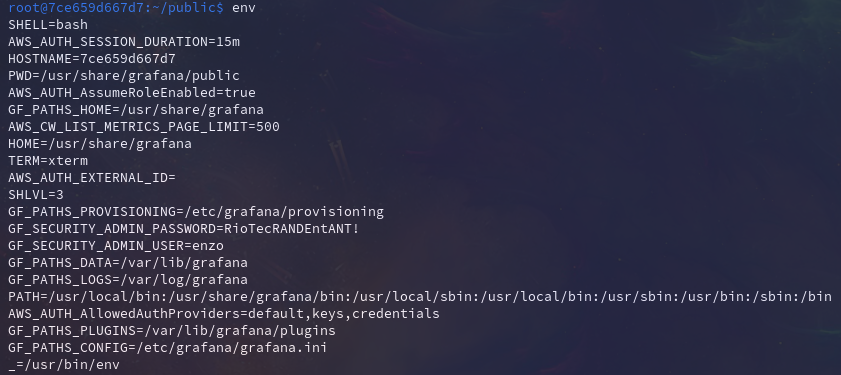 root@7ce659d667d7:~/public$ env
SHELL=bash
AWS_AUTH_SESSION_DURATION=15m
HOSTNAME=7ce659d667d7
PWD=/usr/share/grafana/public
AWS_AUTH_AssumeRoleEnabled=true
GF_PATHS_HOME=/usr/share/grafana
AWS_CW_LIST_METRICS_PAGE_LIMIT=500
HOME=/usr/share/grafana
TERM=xterm
AWS_AUTH_EXTERNAL_ID=
SHLVL=3
GF_PATHS_PROVISIONING=/etc/grafana/provisioning
GF_SECURITY_ADMIN_PASSWORD=RioTecRANDEntANT!
GF_SECURITY_ADMIN_USER=enzo
GF_PATHS_DATA=/var/lib/grafana
GF_PATHS_LOGS=/var/log/grafana
PATH=/usr/local/bin:/usr/share/grafana/bin:/usr/local/sbin:/usr/local/bin:/usr/sbin:/usr/bin:/sbin:/bin
AWS_AUTH_AllowedAuthProviders=default,keys,credentials
GF_PATHS_PLUGINS=/var/lib/grafana/plugins
GF_PATHS_CONFIG=/etc/grafana/grafana.ini
_=/usr/bin/env